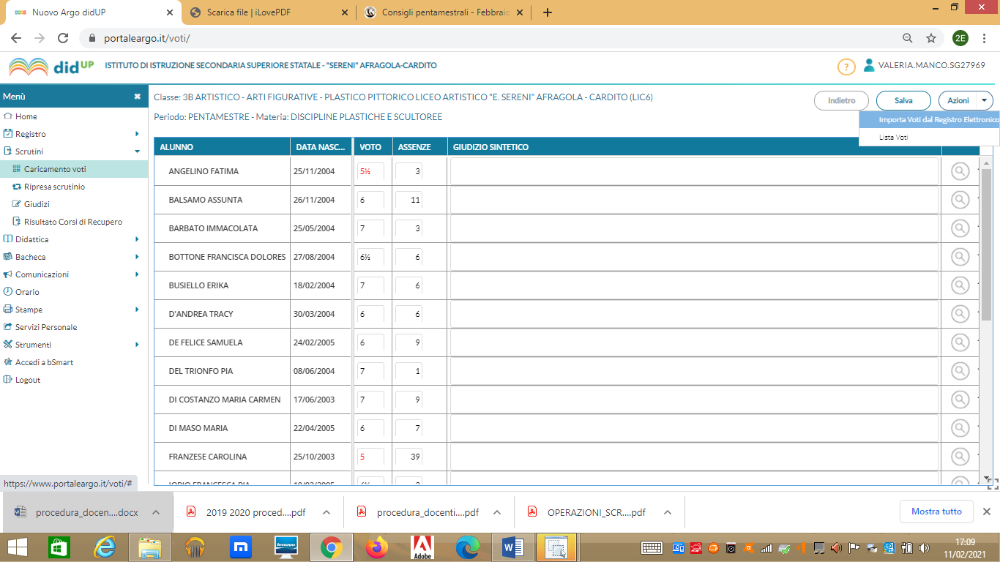 Nuovo Argo didUP
Scarica file | iLovePDF
Consigli pentamestrali - Febbraio
portaleargo.it/voti/
2E
didUP
ISTITUTO DI ISTRUZIONE SECONDARIA SUPERIORE STATALE - "SERENI" AFRAGOLA-CARDITO
?
VALERIA.MANCO.SG27969
Menù
Home
Registro
Scrutini
Caricamento voti
Ripresa scrutinio
Giudizi
Risultato Corsi di Recupero
Didattica
Bacheca
Comunicazioni
Orario
Stampe
Servizi Personale
Strumenti
Accedi a bSmart
Logout
Classe: 3B ARTISTICO - ARTI FIGURATIVE - PLASTICO PITTORICO LICEO ARTISTICO "E. SERENI" AFRAGOLA - CARDITO (LIC6)
Periodo: PENTAMESTRE - Materia: DISCIPLINE PLASTICHE E SCULTOREE
Indietro
Salva
Azioni
Importa Voti dal Registro Elettronico
Lista Voti
ALUNNO DATA NASC... VOTO ASSENZE GIUDIZIO SINTETICO
ANGELINO FATIMA 25/11/2004 5½ 3
BALSAMO ASSUNTA 26/11/2004 6 11
BARBATO IMMACOLATA 25/05/2004 7 3
BOTTONE FRANCISCA DOLORES 27/08/2004 6½ 6
BUSIELLO ERIKA 18/02/2004 7 6
D'ANDREA TRACY 30/03/2004 6 6
DE FELICE SAMUELA 24/02/2005 6 9
DEL TRIONFO PIA 08/06/2004 7 1
DI COSTANZO MARIA CARMEN 17/06/2003 7 9
DI MASO MARIA 22/04/2005 6 7
FRANZESE CAROLINA 25/10/2003 5 39
https://www.portaleargo.it/voti/#
procedura_docen....docx
2019 2020 proced....pdf
procedura_docenti....pdf
OPERAZIONI_SCR....pdf
Mostra tutto
lenovo
Adobe
17:09
11/02/2021